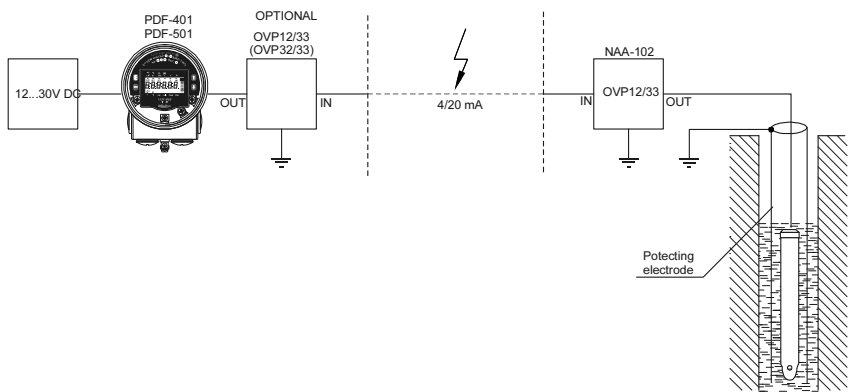 PDF-401
PDF-501
OPTIONAL
OVP12/33
(OVP32/33)
12...30V DC
OUT
IN
4/20 mA
NAA-102
IN
OVP12/33
OUT
Potecting
electrode